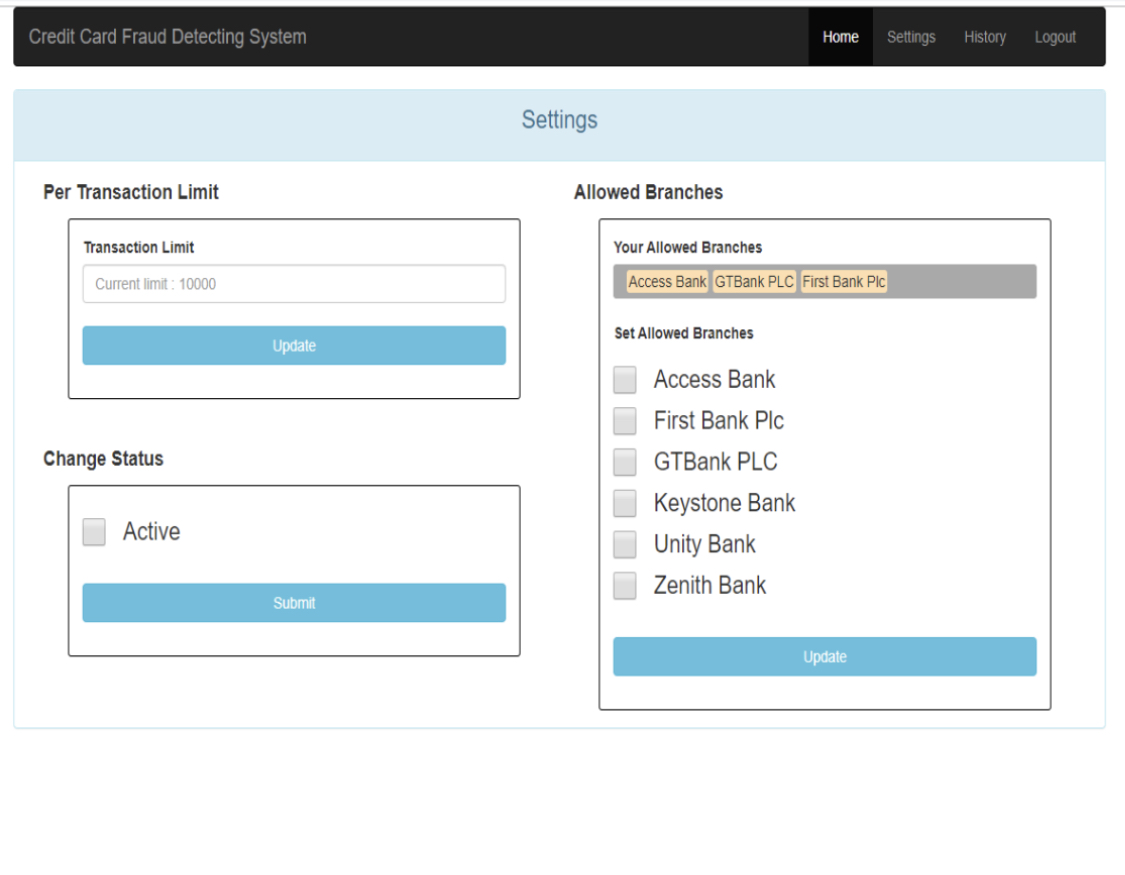 Credit Card Fraud Detecting System Home Settings History Logout
Settings
Per Transaction Limit
Transaction Limit
Current limit : 10000
Update
Change Status
Active
Submit
Allowed Branches
Your Allowed Branches
Access Bank GTBank PLC First Bank Plc
Set Allowed Branches
Access Bank
First Bank Plc
GTBank PLC
Keystone Bank
Unity Bank
Zenith Bank
Update